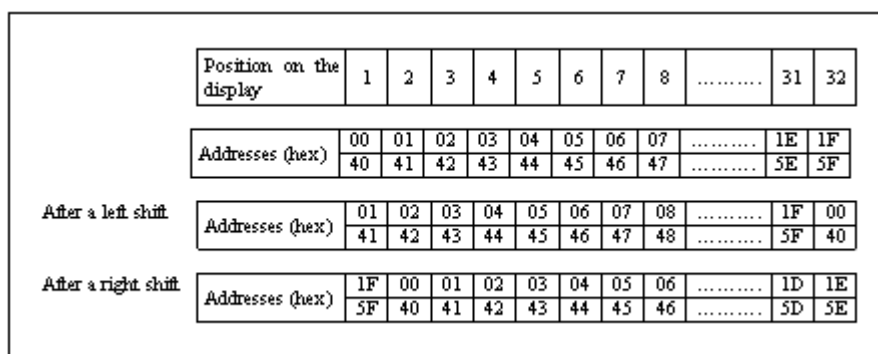 Position on the display 1 2 3 4 5 6 7 8 .......... 31 32
Addresses (hex) 00 01 02 03 04 05 06 07 .......... 1E 1F
40 41 42 43 44 45 46 47 .......... 5E 5F
After a left shift Addresses (hex) 01 02 03 04 05 06 07 08 .......... 1F 00
41 42 43 44 45 46 47 48 .......... 5F 40
After a right shift Addresses (hex) 1F 00 01 02 03 04 05 06 .......... 1D 1E
5F 40 41 42 43 44 45 46 .......... 5D 5E